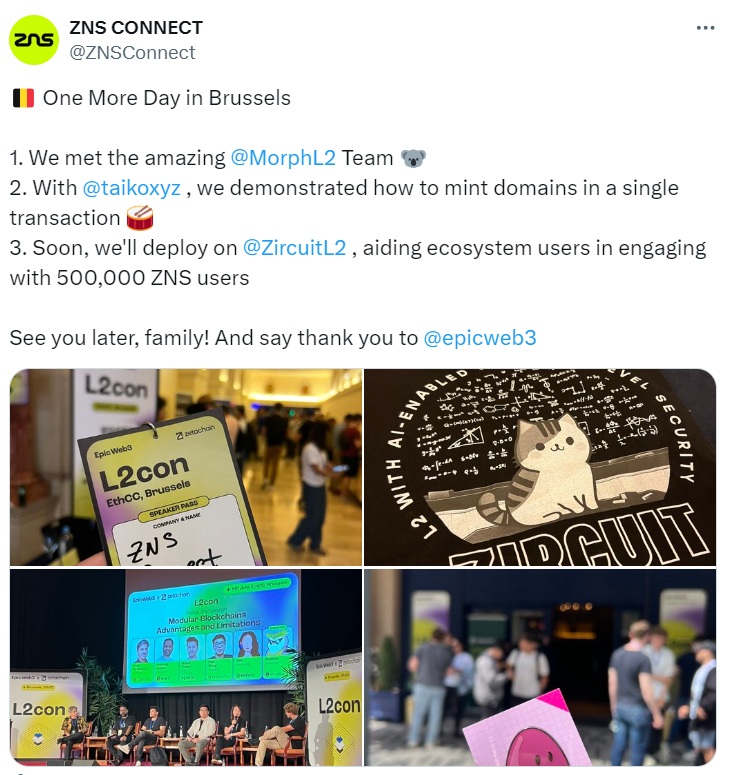 ZNS CONNECT
zns
@ZNSConnect
One More Day in Brussels
1. We met the amazing @MorphL2 Team
2. With @taikoxyz , we demonstrated how to mint domains in a single
transaction
3. Soon, we'll deploy on @ZircuitL2 , aiding ecosystem users in engaging
with 500,000 ZNS users
See you later, family! And say thank you to @epicweb3
L2con
EpicWeb3
zetachain
L2con
EthCC, Brussels
SPEAKER PASS
COMPANY & NAME
ZNS
L2 WITH AI-ENABLED
VEL SECURITY
ZIRCUIT
EpicWeb3 x zetachain
L2con
Modular Blockchains
Advantages and Limitations
L2con
L2con